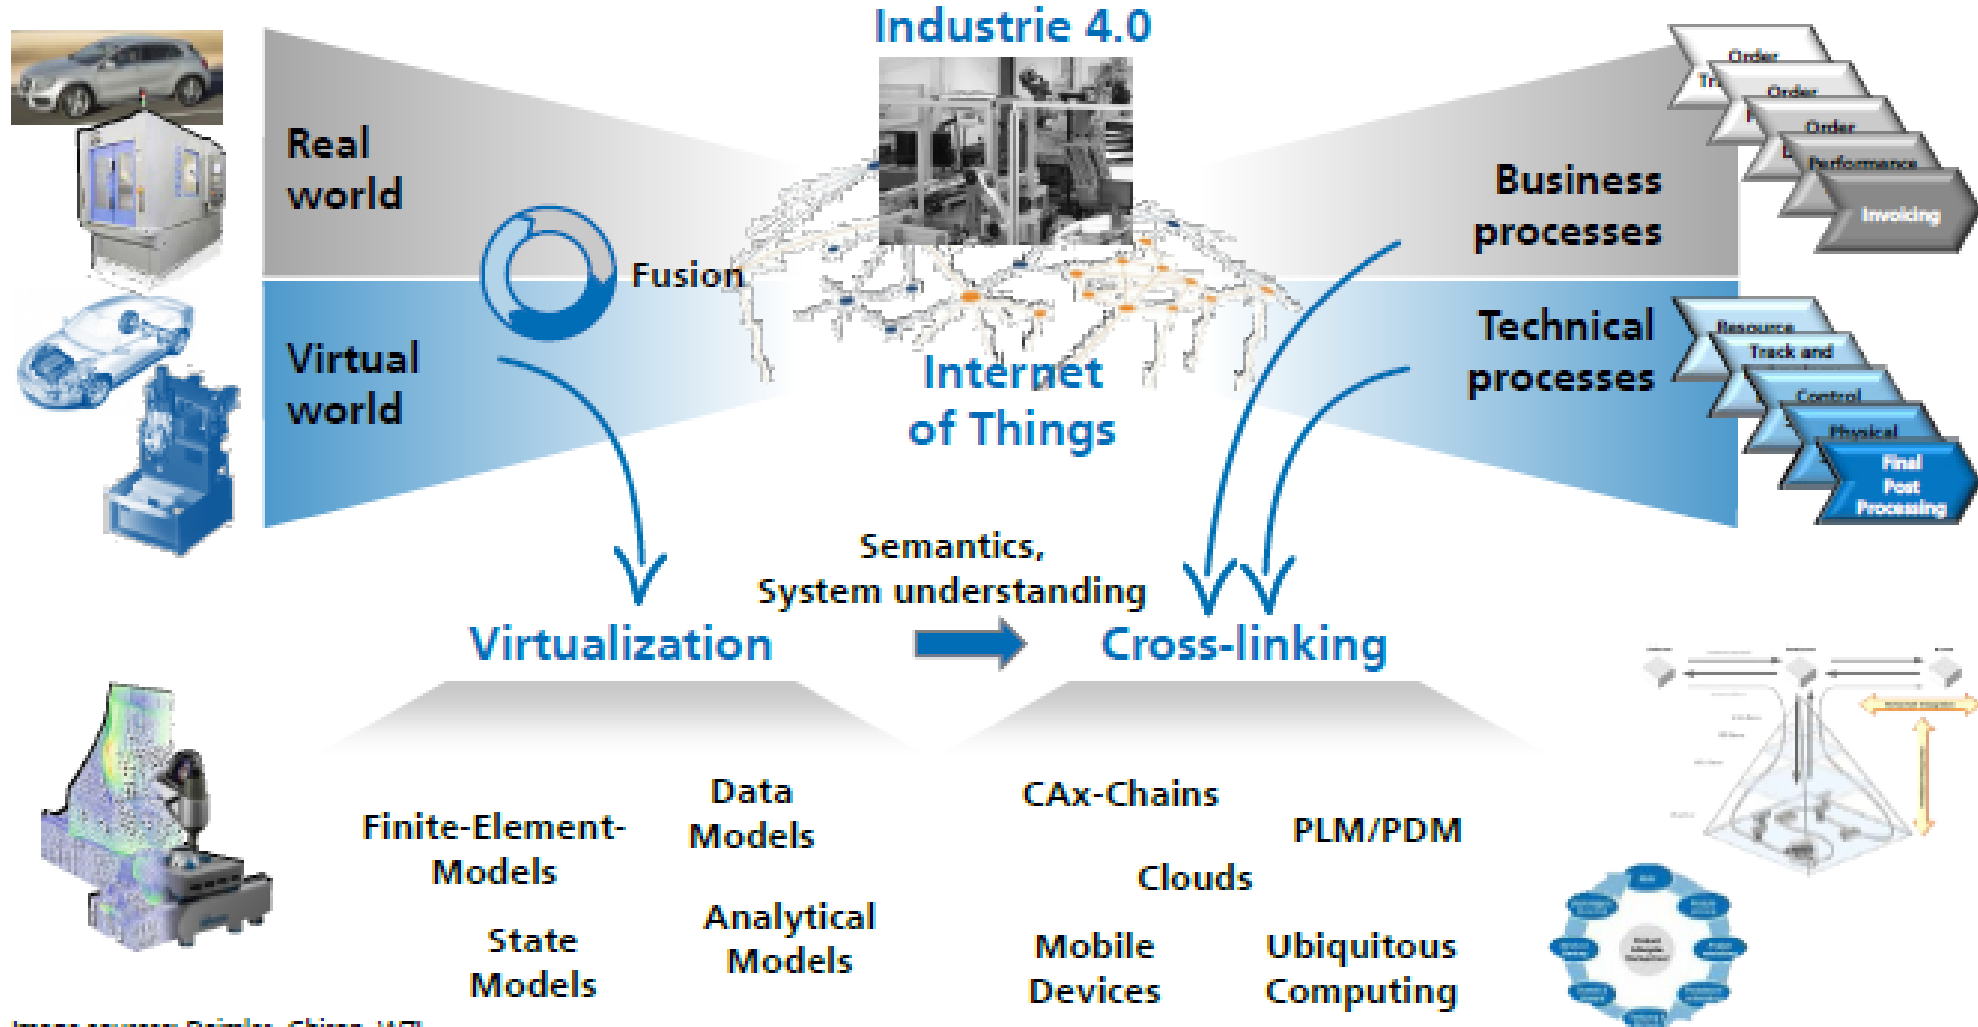 Industrie 4.0
Real
world
Fusion
Virtual
world
Internet
of Things
Business
processes
Technical
processes
Order
Order
Order
Performance
Invoicing
Resource
Track and
Control
Physical
Final
Post
Processing
Semantics,
System understanding
Virtualization
Cross-linking
Finite-Element-
Models
Data
Models
State
Models
Analytical
Models
CAx-Chains
PLM/PDM
Clouds
Mobile
Devices
Ubiquitous
Computing